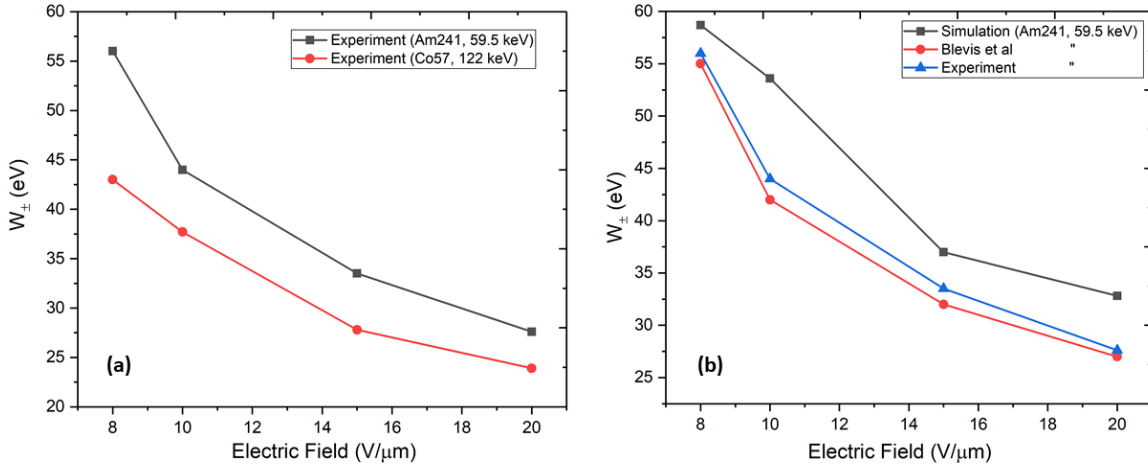 Experiment (Am241, 59.5 keV)
Experiment (Co57, 122 keV)
60
55
50
45
40
35
30
25
20
W± (eV)
(a)
8
10
12
14
16
18
20
Electric Field (V/μm)
Simulation (Am241, 59.5 keV)
Blevis et al "
Experiment "
60
55
50
45
40
35
30
25
W± (eV)
(b)
8
10
12
14
16
18
20
Electric Field (V/μm)